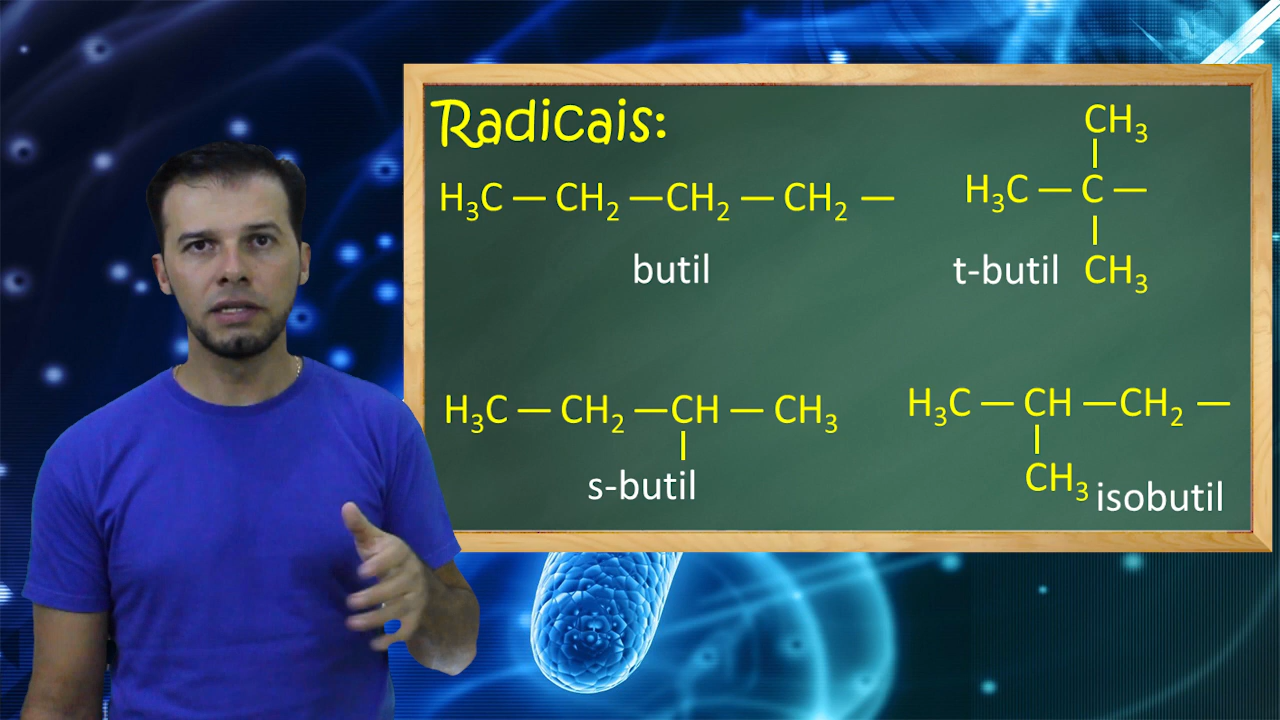 Radicais:
H₃C — CH₂ — CH₂ — CH₂ —
butil
CH₃
H₃C — C —
t-butil CH₃
H₃C — CH₂ — CH — CH₃
s-butil
H₃C — CH — CH₂ —
CH₃ isobutil